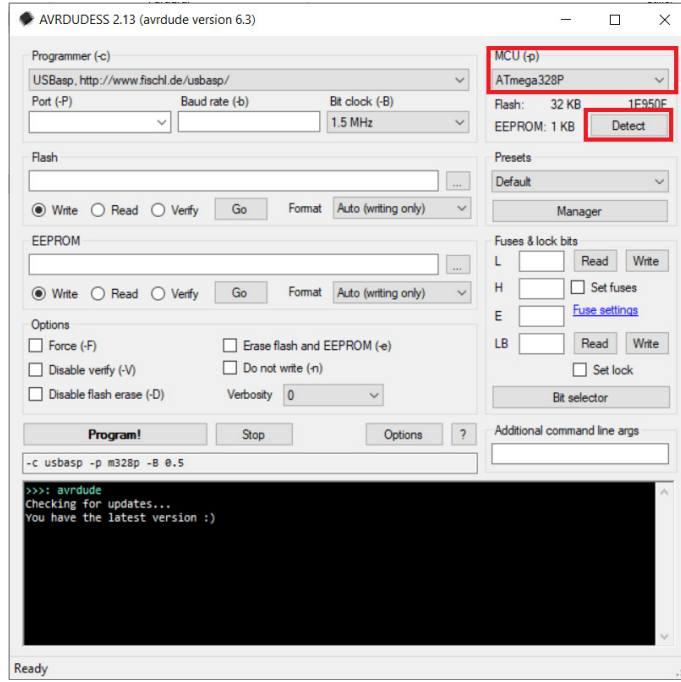 AVRDUDESS 2.13 (avrdude version 6.3)
Programmer (-c)
USBasp, http://www.fischl.de/usbasp/
Port (-P) Baud rate (-b) Bit clock (-B)
1.5 MHz
MCU (-p)
ATmega328P
Flash: 32 KB 1E950F
EEPROM: 1 KB Detect
Flash
...
Write Read Verify Go Format Auto (writing only)
Presets
Default
Manager
EEPROM
...
Write Read Verify Go Format Auto (writing only)
Fuses & lock bits
L Read Write
H Set fuses
E Fuse settings
LB Read Write
Set lock
Bit selector
Options
Force (-F) Erase flash and EEPROM (-e)
Disable verify (-V) Do not write (-n)
Disable flash erase (-D) Verbosity 0
Program! Stop Options ?
Additional command line args
-c usbasp -p m328p -B 0.5
>>>: avrdude
Checking for updates...
You have the latest version :)
Ready